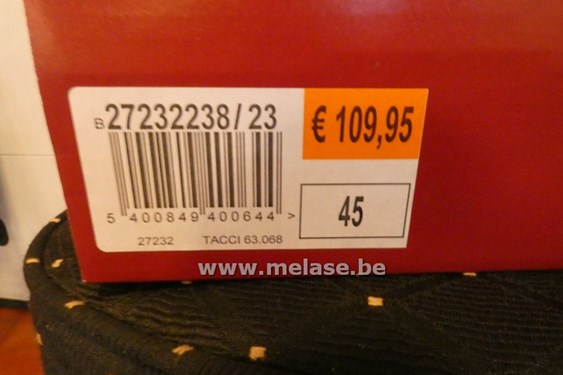 B 27232238/23
€ 109,95
5 400849 400644 >
45
27232 TACCI 63.068
www.melase.be